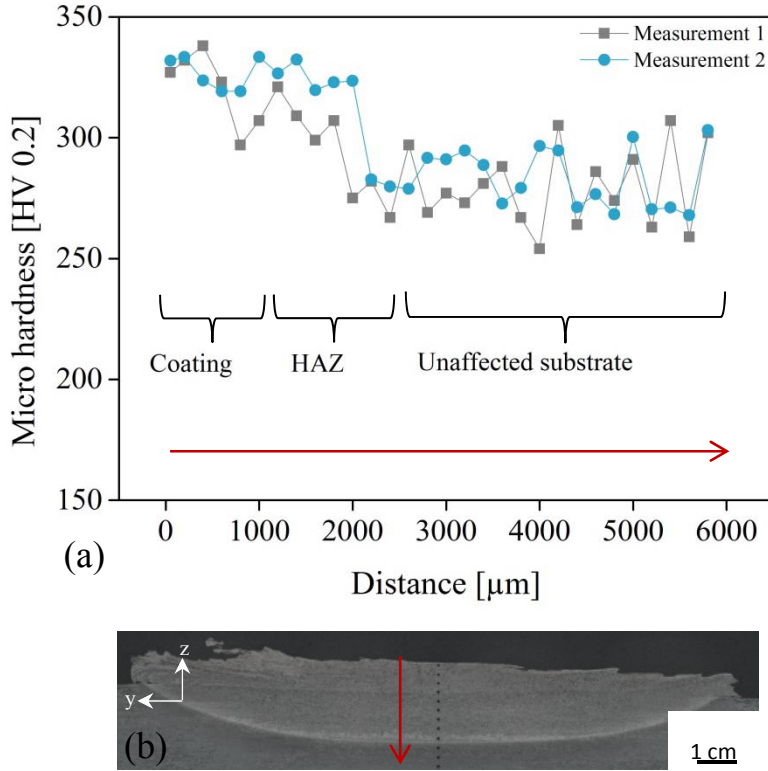 350
300
250
200
150
Micro hardness [HV 0.2]
Measurement 1
Measurement 2
Coating
HAZ
Unaffected substrate
0 1000 2000 3000 4000 5000 6000
(a)
Distance [µm]
z
y
(b)
1 cm